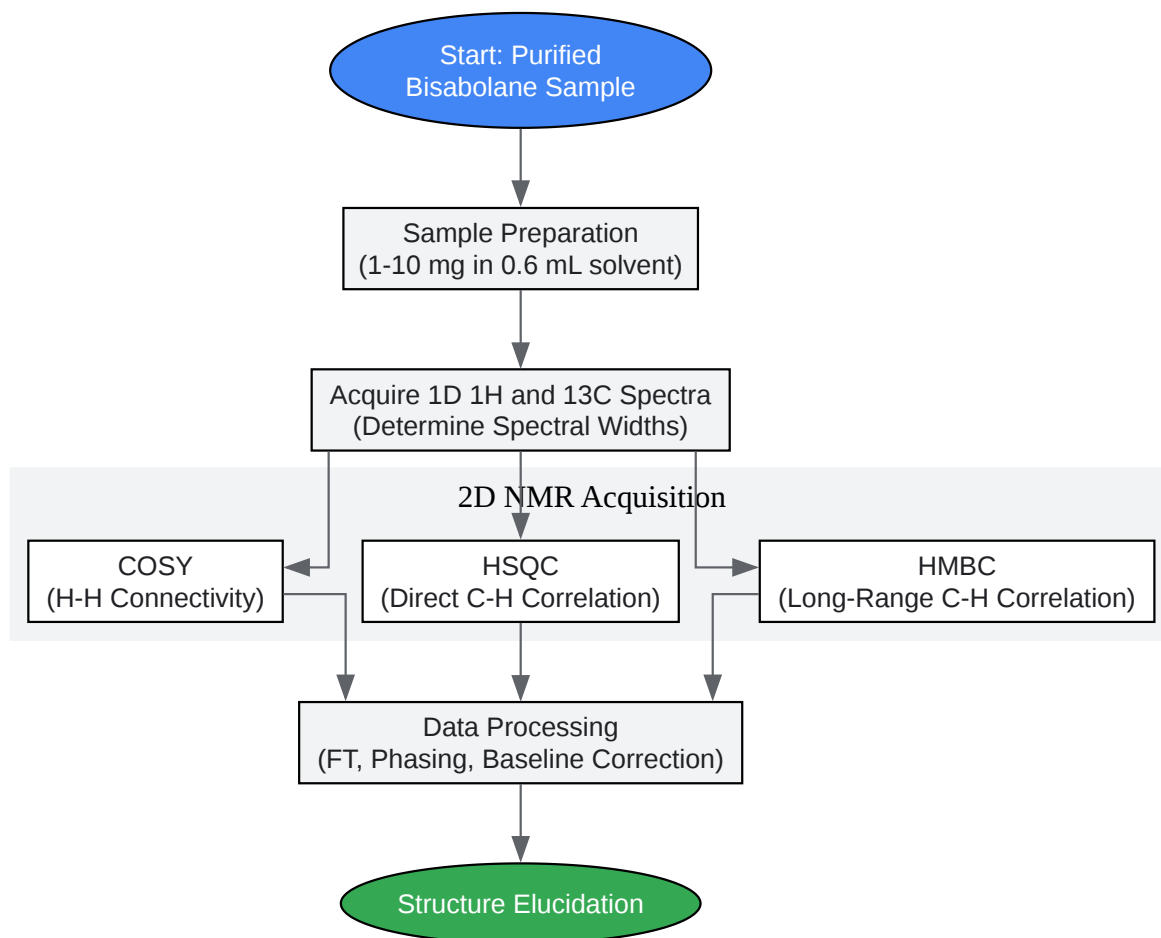 Start: Purified
Bisabolane Sample
Sample Preparation
(1-10 mg in 0.6 mL solvent)
Acquire 1D 1H and 13C Spectra
(Determine Spectral Widths)
2D NMR Acquisition
COSY
(H-H Connectivity)
HSQC
(Direct C-H Correlation)
HMBC
(Long-Range C-H Correlation)
Data Processing
(FT, Phasing, Baseline Correction)
Structure Elucidation